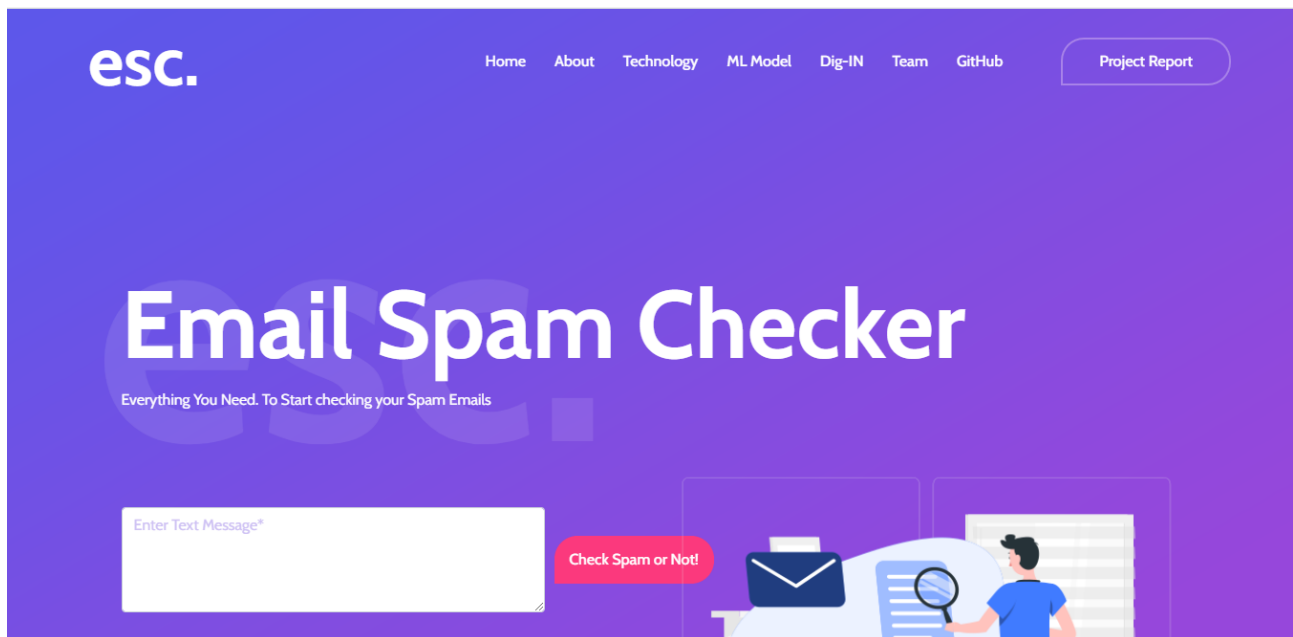 esc.
Home About Technology ML Model Dig-IN Team GitHub Project Report
esc.
Email Spam Checker
Everything You Need. To Start checking your Spam Emails
Enter Text Message*
Check Spam or Not!